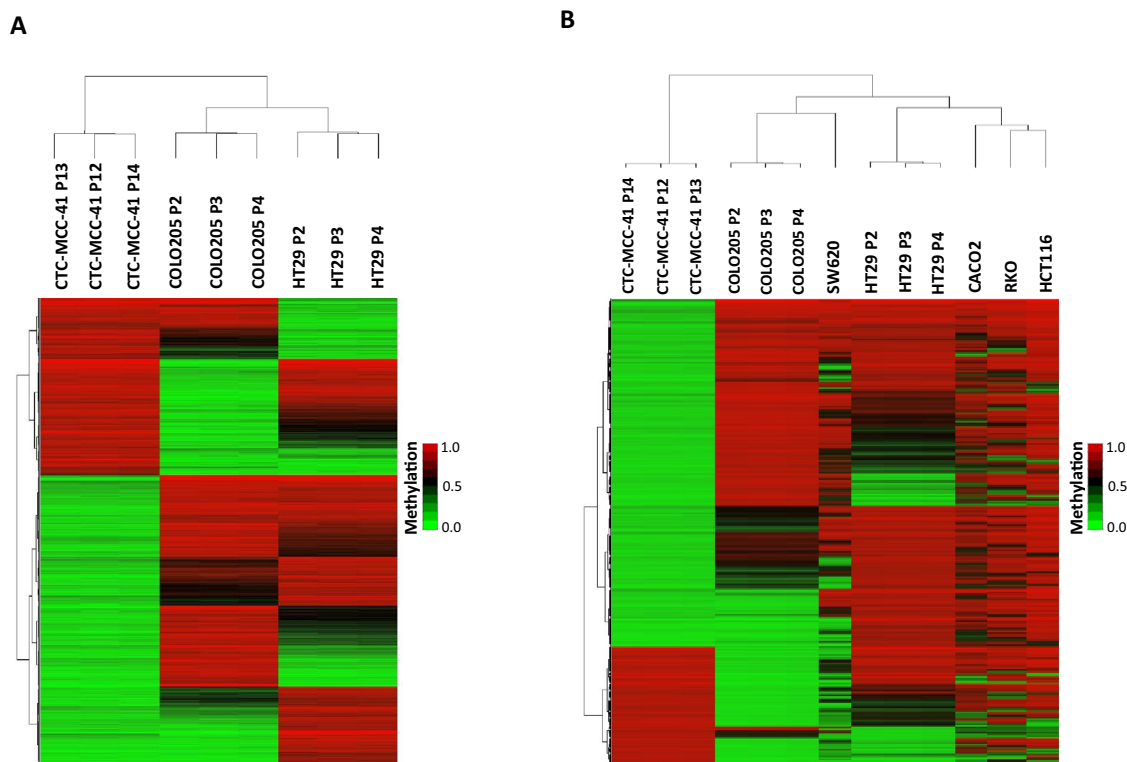 A
CTC-MCC-41 P13
CTC-MCC-41 P12
CTC-MCC-41 P14
COLO205 P2
COLO205 P3
COLO205 P4
HT29 P2
HT29 P3
HT29 P4
Methylation
1.0
0.5
0.0
B
CTC-MCC-41 P14
CTC-MCC-41 P12
CTC-MCC-41 P13
COLO205 P2
COLO205 P3
COLO205 P4
SW620
HT29 P2
HT29 P3
HT29 P4
CACO2
RKO
HCT116
Methylation
1.0
0.5
0.0